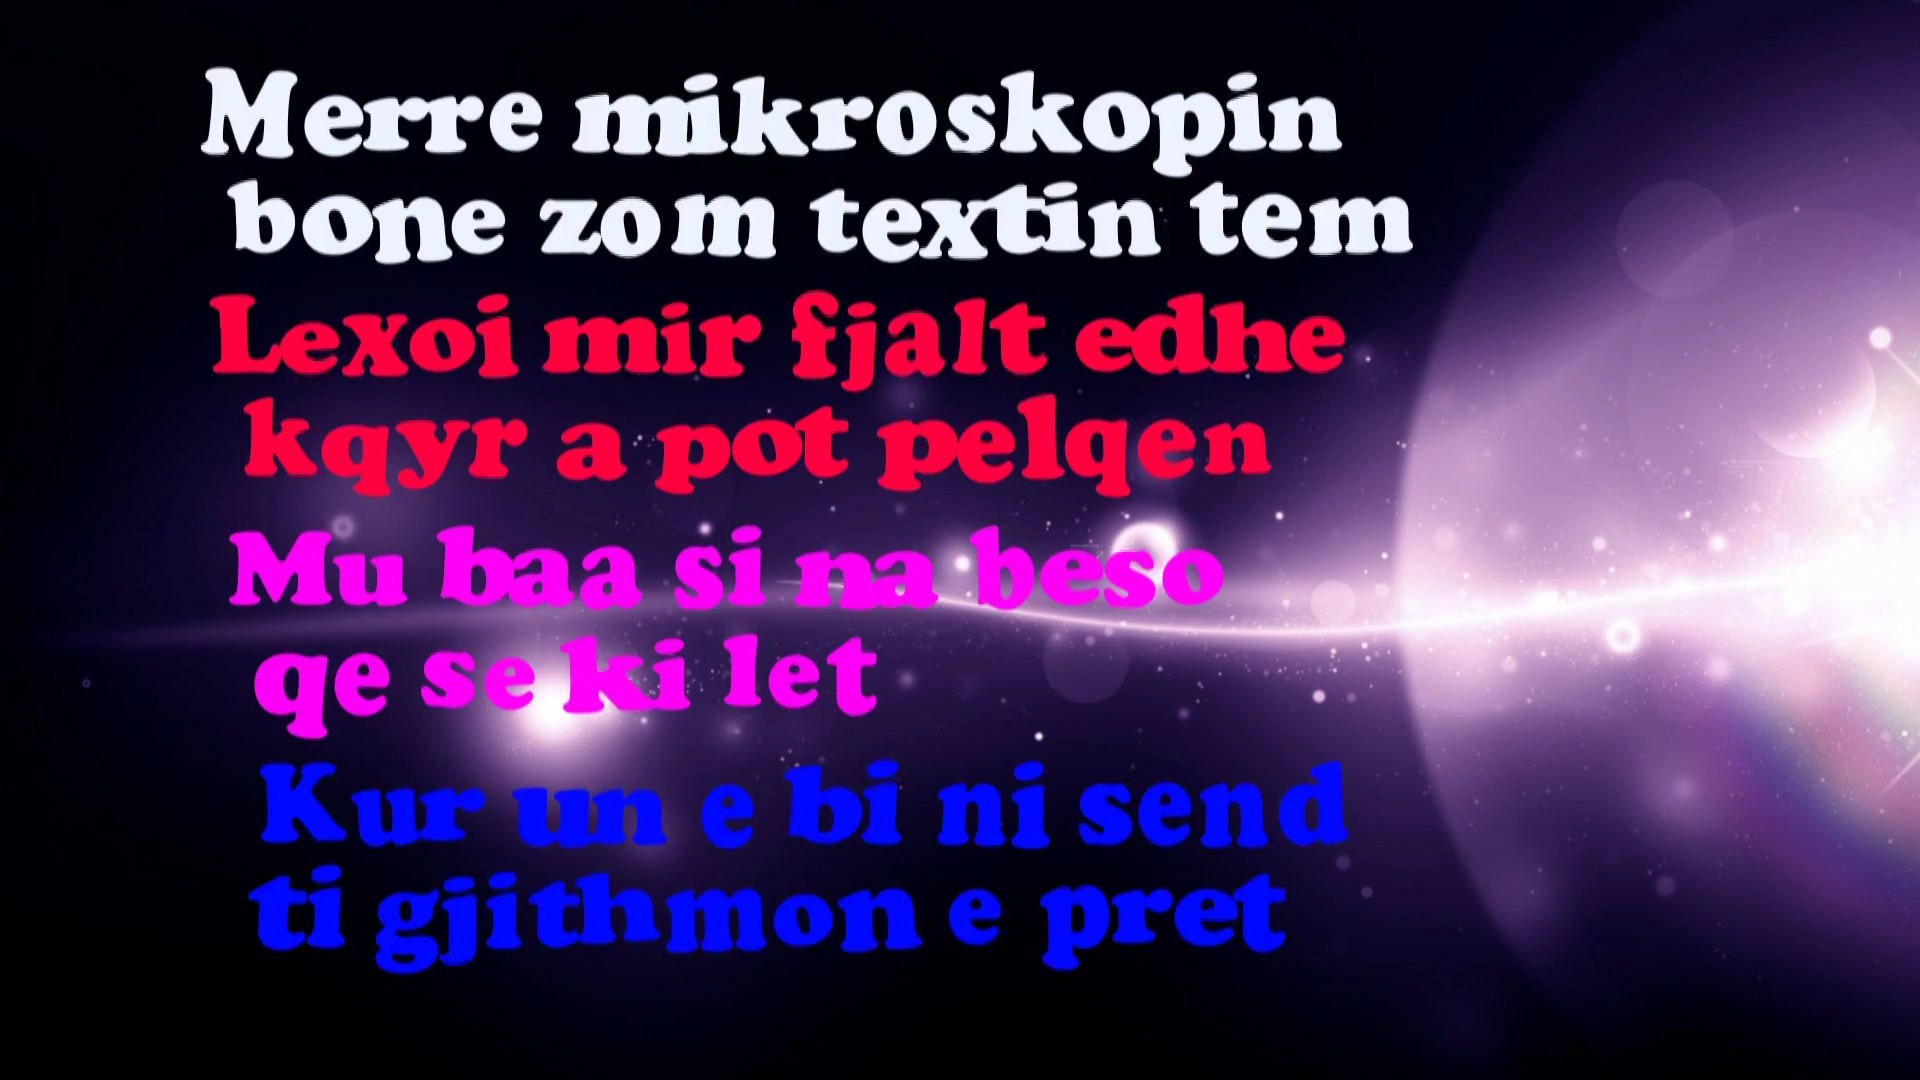 Merre mikroskopin
bone zom textin tem
Lexoi mir fjalt edhe
kqyr a pot pelqen
Mu baa si na beso
qe se ki let
Kur un e bi ni send
ti gjithmon e pret